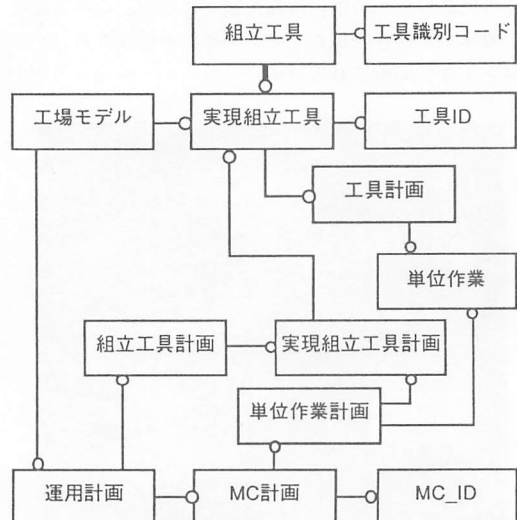 組立工具
工具識別コード
工場モデル
実現組立工具
工具ID
工具計画
単位作業
組立工具計画
実現組立工具計画
単位作業計画
運用計画
MC計画
MC_ID